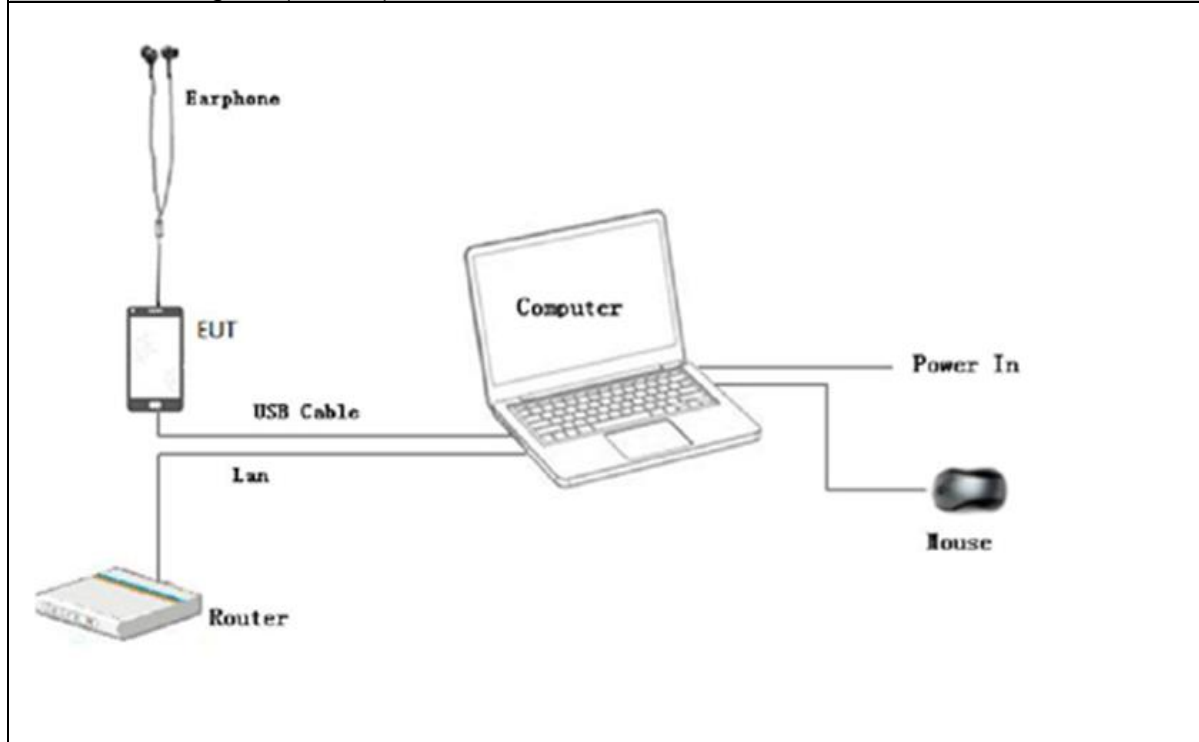 Earphone
EUT
Computer
Power In
USB Cable
Lan
Mouse
Router